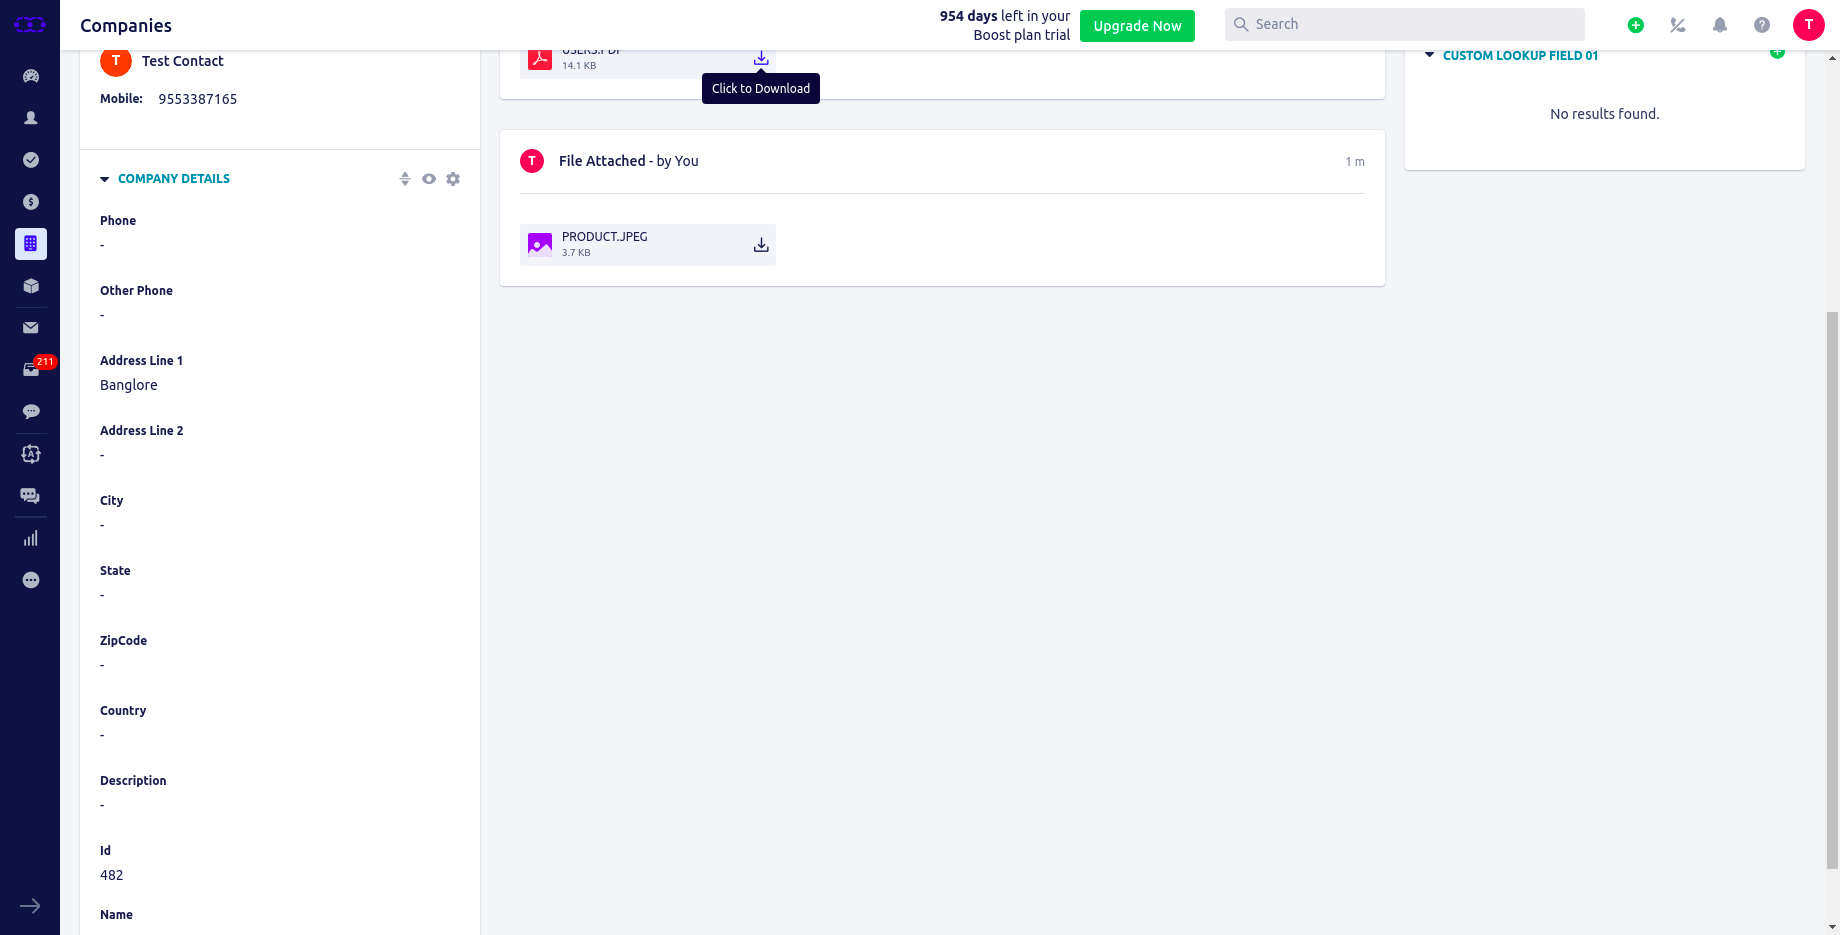 Companies
954 days left in your
Boost plan trial
Upgrade Now
Search
T
T
Test Contact
Mobile: 9553387165
COMPANY DETAILS
Phone
-
Other Phone
-
Address Line 1
Banglore
Address Line 2
-
City
-
State
-
ZipCode
-
Country
-
Description
-
Id
482
Name
211
USERS.PDF
14.1 KB
Click to Download
T
File Attached - by You
1 m
PRODUCT.JPEG
3.7 KB
CUSTOM LOOKUP FIELD 01
No results found.